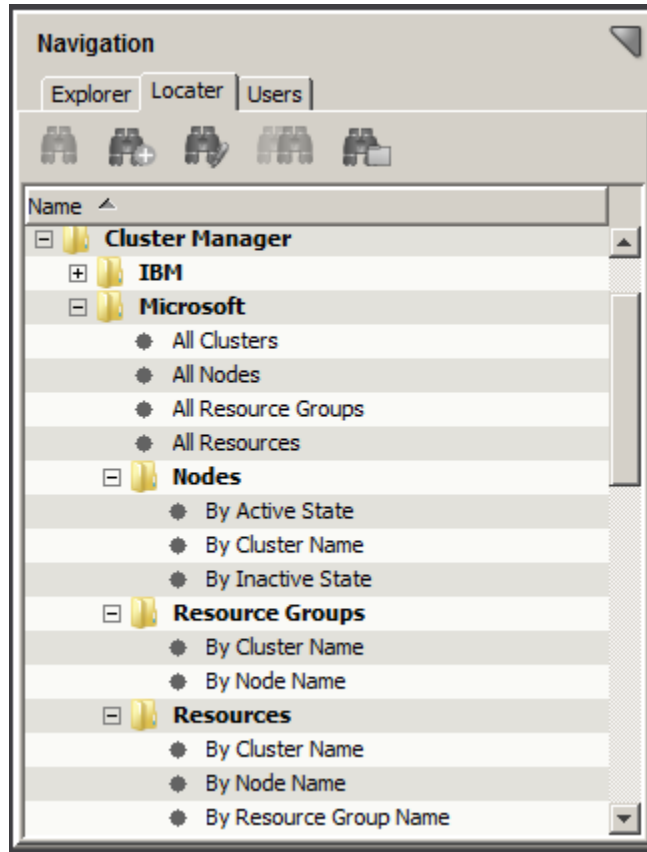 Navigation
Explorer Locater Users
Name
Cluster Manager
IBM
Microsoft
All Clusters
All Nodes
All Resource Groups
All Resources
Nodes
By Active State
By Cluster Name
By Inactive State
Resource Groups
By Cluster Name
By Node Name
Resources
By Cluster Name
By Node Name
By Resource Group Name